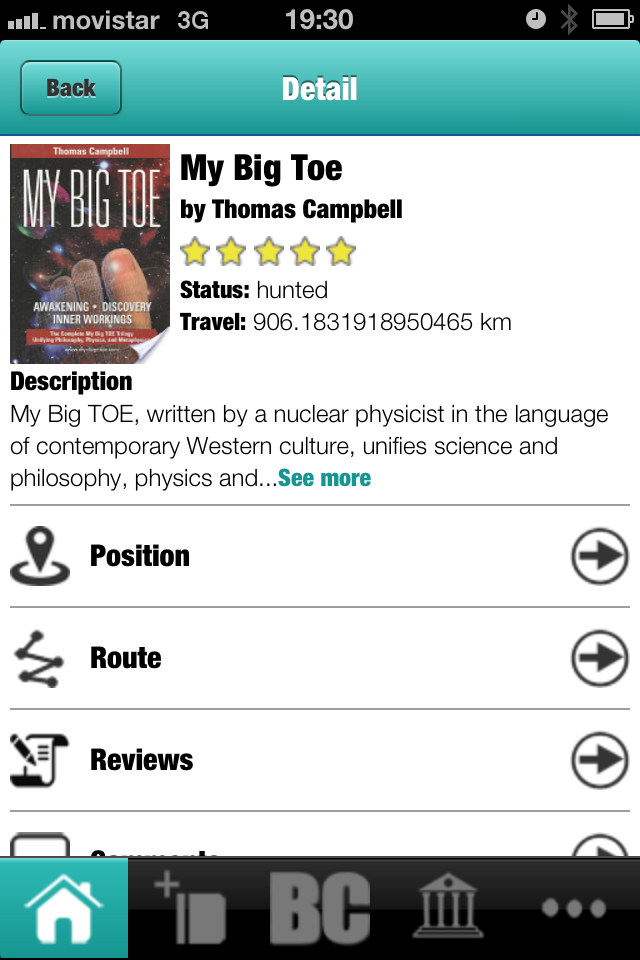 movistar 3G 19:30
Back
Detail
Thomas Campbell
MY BIG TOE
AWAKENING • DISCOVERY
INNER WORKINGS
The Complete My Big TOE Trilogy
Unifying Philosophy, Physics, and Metaphysics
My Big Toe
by Thomas Campbell
Status: hunted
Travel: 906.1831918950465 km
Description
My Big TOE, written by a nuclear physicist in the language
of contemporary Western culture, unifies science and
philosophy, physics and...See more
Position
Route
Reviews
Comments
BC